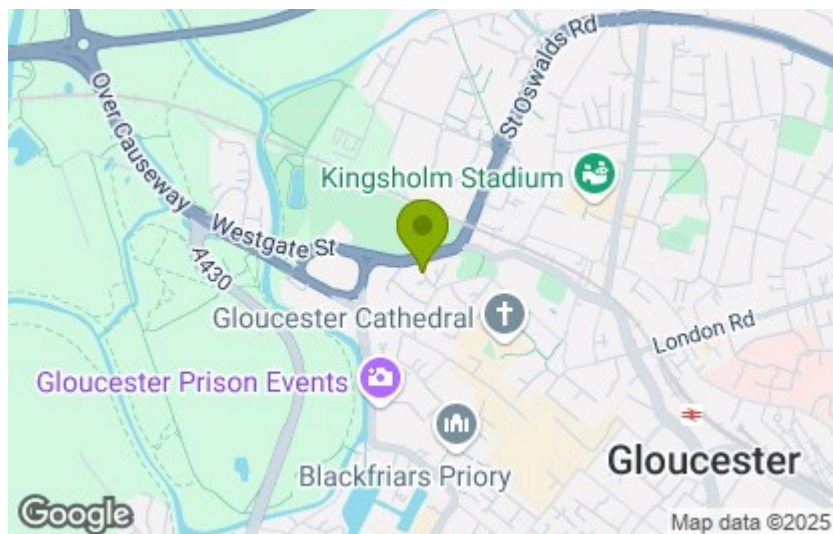 St Oswalds Rd
Over Causeway
Kingsholm Stadium
Westgate St
A430
Gloucester Cathedral
London Rd
Gloucester Prison Events
Gloucester
Blackfriars Priory
Google
Map data ©2025